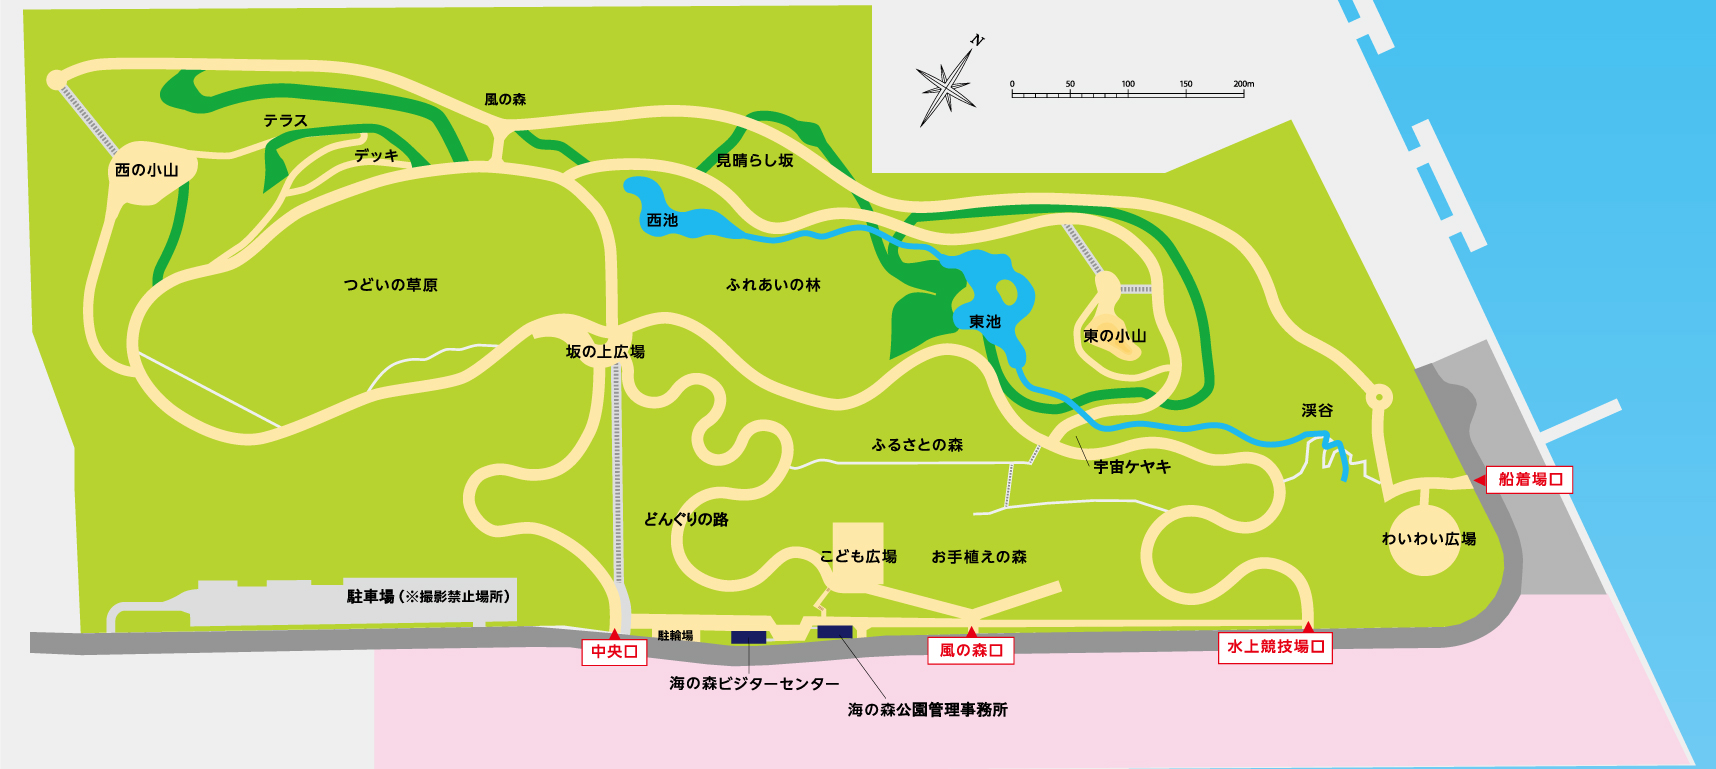 N
0 50 100 150 200m
風の森
テラス
デッキ
西の小山
見晴らし坂
西池
つどいの草原
ふれあいの林
東池
東の小山
坂の上広場
渓谷
ふるさとの森
宇宙ケヤキ
船着場口
どんぐりの路
わいわい広場
こども広場
お手植えの森
駐車場(※撮影禁止場所)
駐輪場
中央口
風の森口
水上競技場口
海の森ビジターセンター
海の森公園管理事務所